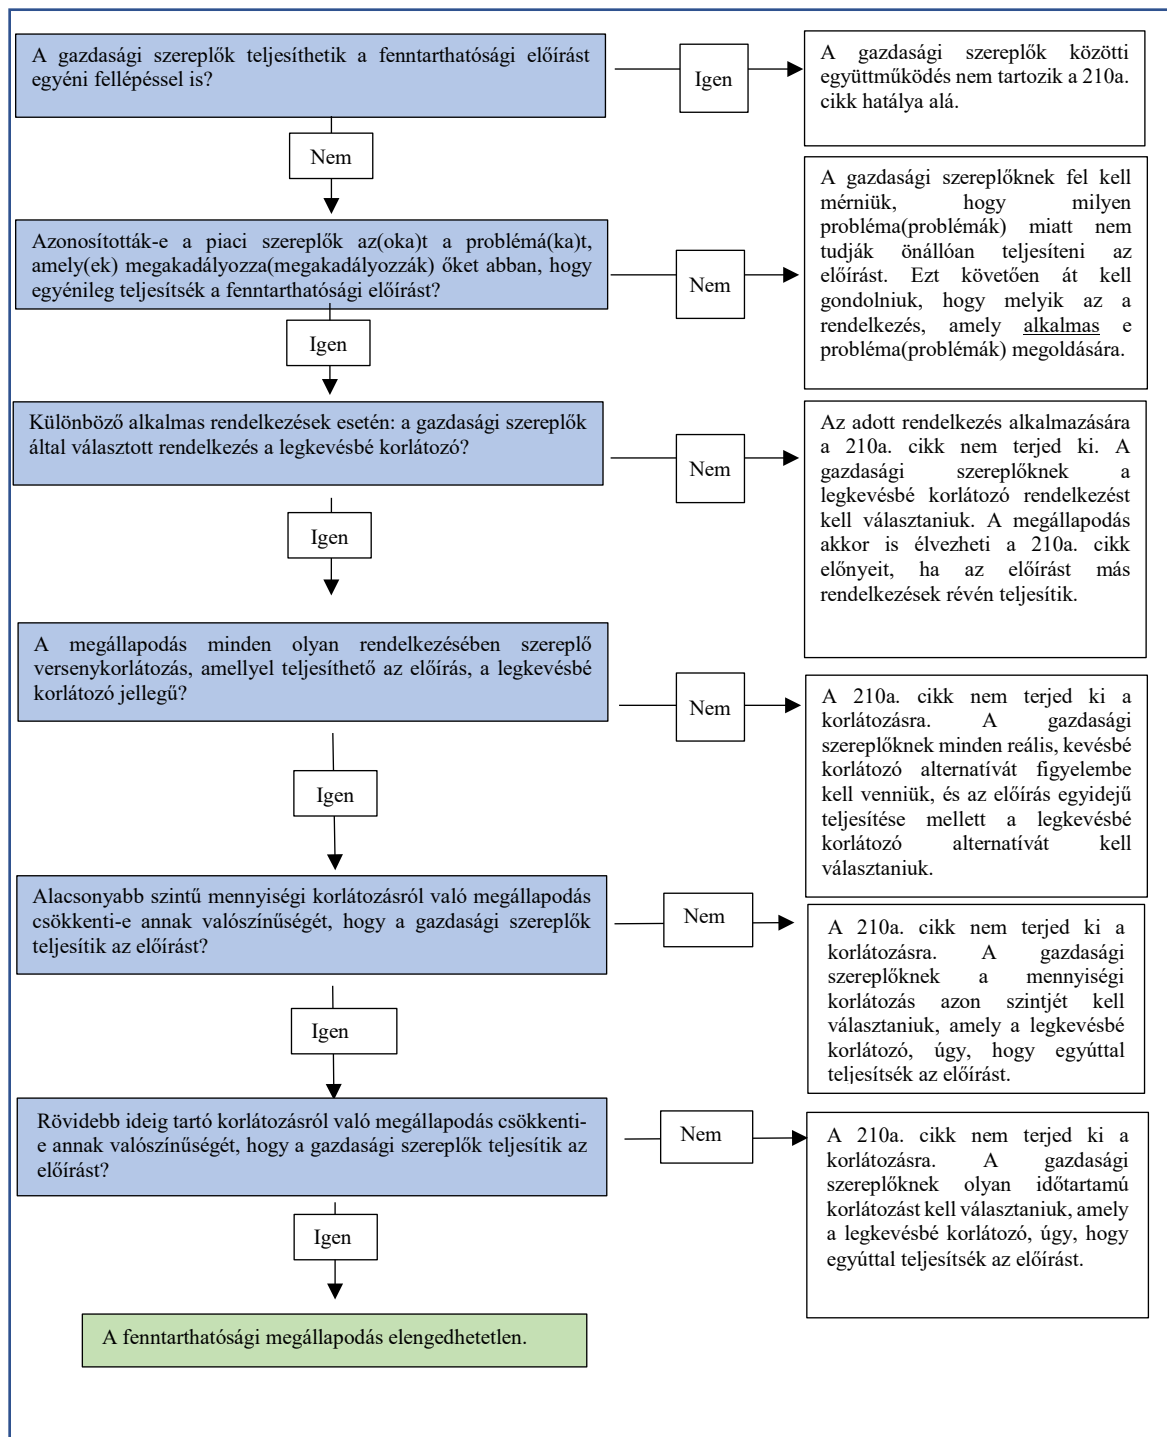 A gazdasági szereplők teljesíthetik a fenntarthatósági előírást
egyéni fellépéssel is?
Igen
A gazdasági szereplők közötti
együttműködés nem tartozik a 210a.
cikk hatálya alá.
Nem
Azonosították-e a piaci szereplők az(oka)t a problémá(ka)t,
amely(ek) megakadályozza(megakadályozzák) őket abban, hogy
egyénileg teljesítsék a fenntarthatósági előírást?
Nem
A gazdasági szereplőknek fel kell
mérniük, hogy milyen
probléma(problémák) miatt nem
tudják önállóan teljesíteni az
előírást. Ezt követően át kell
gondolniuk, hogy melyik az a
rendelkezés, amely alkalmas e
probléma(problémák) megoldására.
Igen
Különböző alkalmas rendelkezések esetén: a gazdasági szereplők
által választott rendelkezés a legkevésbé korlátozó?
Nem
Az adott rendelkezés alkalmazására
a 210a. cikk nem terjed ki. A
gazdasági szereplőknek a
legkevésbé korlátozó rendelkezést
kell választaniuk. A megállapodás
akkor is élvezheti a 210a. cikk
előnyeit, ha az előírást más
rendelkezések révén teljesítik.
Igen
A megállapodás minden olyan rendelkezésében szereplő
versenykorlátozás, amellyel teljesíthető az előírás, a legkevésbé
korlátozó jellegű?
Nem
A 210a. cikk nem terjed ki a
korlátozásra. A gazdasági
szereplőknek minden reális, kevésbé
korlátozó alternatívát figyelembe
kell venniük, és az előírás egyidejű
teljesítése mellett a legkevésbé
korlátozó alternatívát kell
választaniuk.
Igen
Alacsonyabb szintű mennyiségi korlátozásról való megállapodás
csökkenti-e annak valószínűségét, hogy a gazdasági szereplők
teljesítik az előírást?
Nem
A 210a. cikk nem terjed ki a
korlátozásra. A gazdasági
szereplőknek a mennyiségi
korlátozás azon szintjét kell
választaniuk, amely a legkevésbé
korlátozó, úgy, hogy egyúttal
teljesítsék az előírást.
Igen
Rövidebb ideig tartó korlátozásról való megállapodás csökkenti-
e annak valószínűségét, hogy a gazdasági szereplők teljesítik az
előírást?
Nem
A 210a. cikk nem terjed ki a
korlátozásra. A gazdasági
szereplőknek olyan időtartamú
korlátozást kell választaniuk, amely
a legkevésbé korlátozó, úgy, hogy
egyúttal teljesítsék az előírást.
Igen
A fenntarthatósági megállapodás elengedhetetlen.